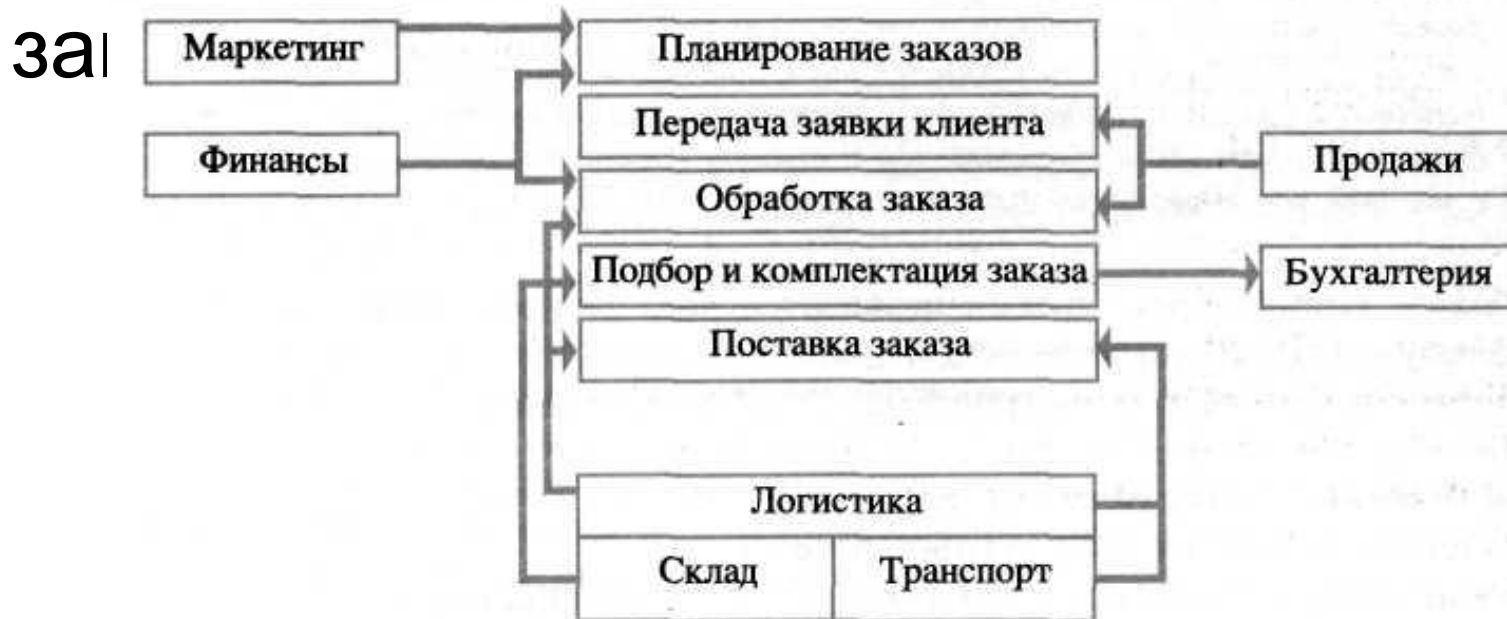 Маркетинг
Планирование заказов
Передача заявки клиента
Финансы
Продажи
Обработка заказа
Подбор и комплектация заказа
Бухгалтерия
Поставка заказа
Логистика
Склад
Транспорт